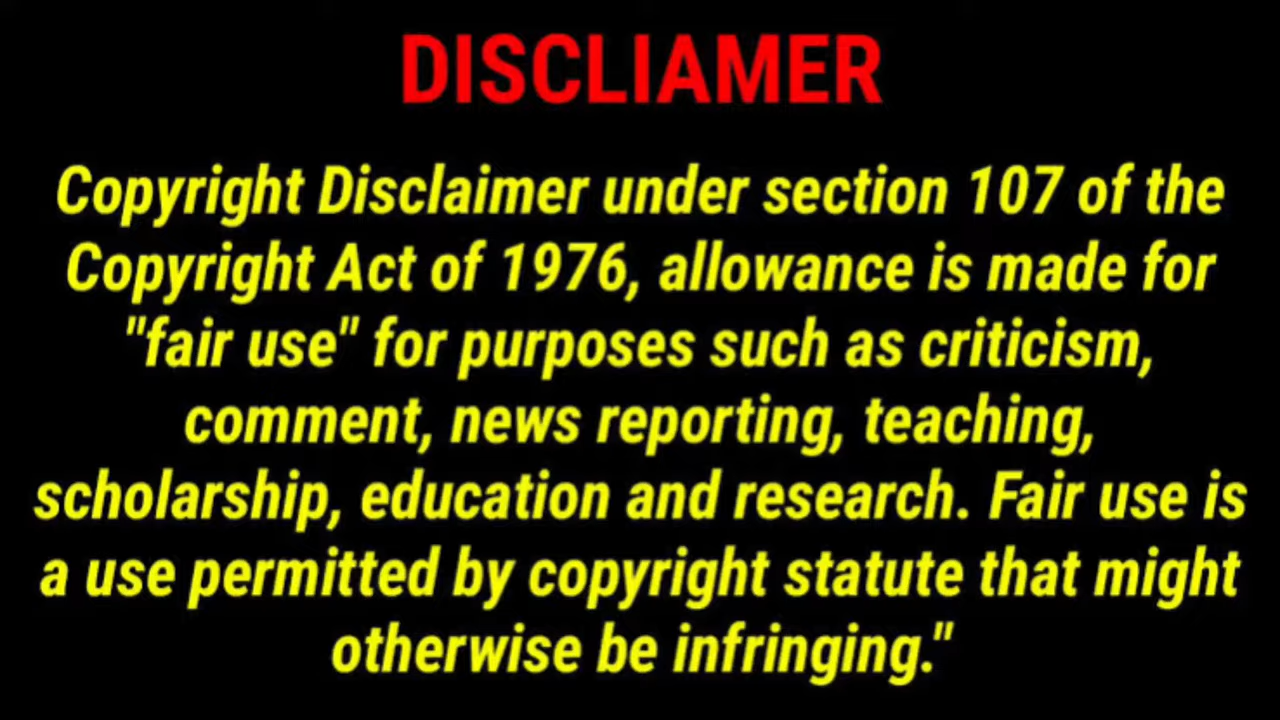 DISCLIAMER
Copyright Disclaimer under section 107 of the
Copyright Act of 1976, allowance is made for
"fair use" for purposes such as criticism,
comment, news reporting, teaching,
scholarship, education and research. Fair use is
a use permitted by copyright statute that might
otherwise be infringing."